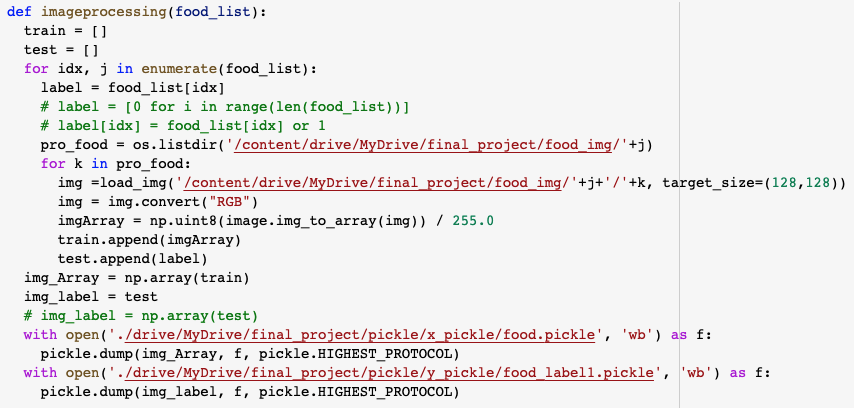 def imageprocessing(food_list):
  train = []
  test = []
  for idx, j in enumerate(food_list):
    label = food_list[idx]
    # label = [0 for i in range(len(food_list))]
    # label[idx] = food_list[idx] or 1
    pro_food = os.listdir('/content/drive/MyDrive/final_project/food_img/'+j)
    for k in pro_food:
      img =load_img('/content/drive/MyDrive/final_project/food_img/'+j+'/'+k, target_size=(128,128))
      img = img.convert("RGB")
      imgArray = np.uint8(image.img_to_array(img)) / 255.0
      train.append(imgArray)
      test.append(label)
  img_Array = np.array(train)
  img_label = test
  # img_label = np.array(test)
  with open('./drive/MyDrive/final_project/pickle/x_pickle/food.pickle', 'wb') as f:
    pickle.dump(img_Array, f, pickle.HIGHEST_PROTOCOL)
  with open('./drive/MyDrive/final_project/pickle/y_pickle/food_label1.pickle', 'wb') as f:
    pickle.dump(img_label, f, pickle.HIGHEST_PROTOCOL)